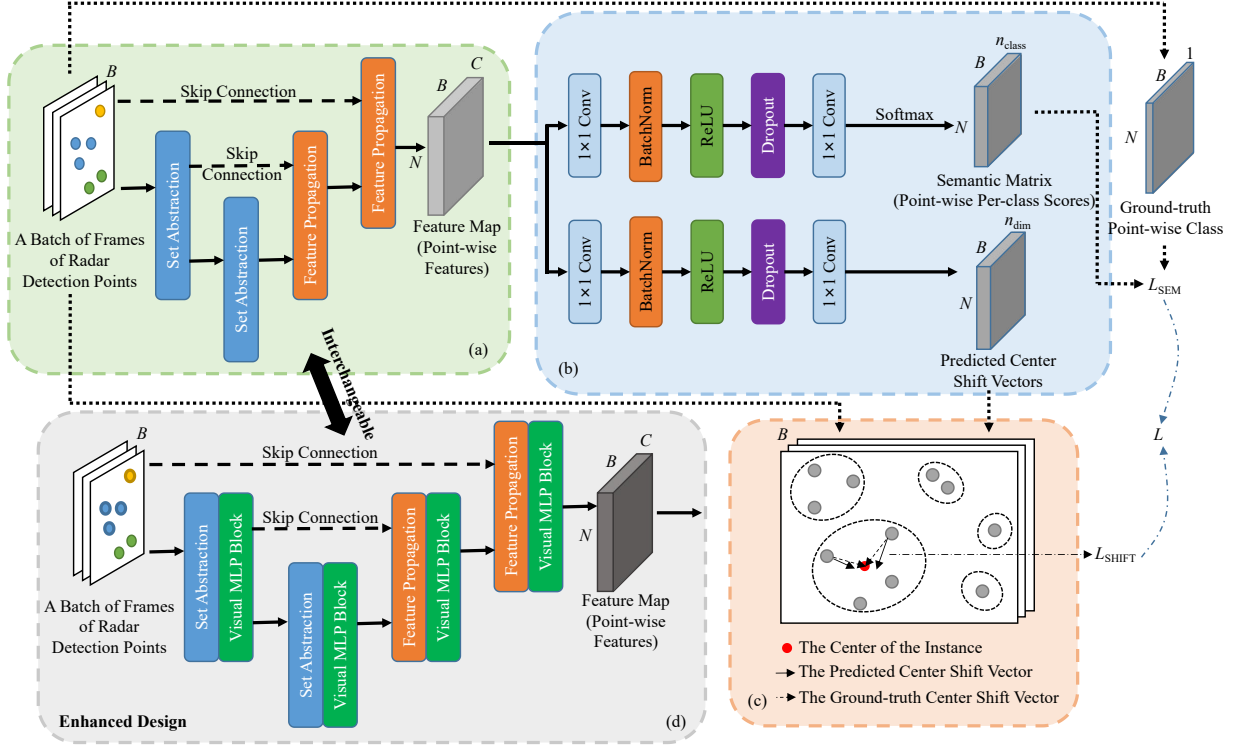 B
Skip Connection
Set Abstraction
Skip
Connection
Set Abstraction
Feature Propagation
Feature Propagation
C
B
N
Feature Map
(Point-wise
Features)
A Batch of Frames
of Radar
Detection Points
(a)
1×1 Conv
BatchNorm
ReLU
Dropout
1×1 Conv
Softmax
n_class
B
N
Semantic Matrix
(Point-wise Per-class Scores)
1×1 Conv
BatchNorm
ReLU
Dropout
1×1 Conv
n_dim
B
N
Predicted Center
Shift Vectors
(b)
1
B
N
Ground-truth
Point-wise Class
L_SEM
L
L_SHIFT
Interchangeable
B
Skip Connection
Set Abstraction
Visual MLP Block
Skip Connection
Set Abstraction
Visual MLP Block
Feature Propagation
Visual MLP Block
Feature Propagation
Visual MLP Block
C
B
N
Feature Map
(Point-wise
Features)
A Batch of Frames
of Radar
Detection Points
Enhanced Design
(d)
B
The Center of the Instance
The Predicted Center Shift Vector
The Ground-truth Center Shift Vector
(c)